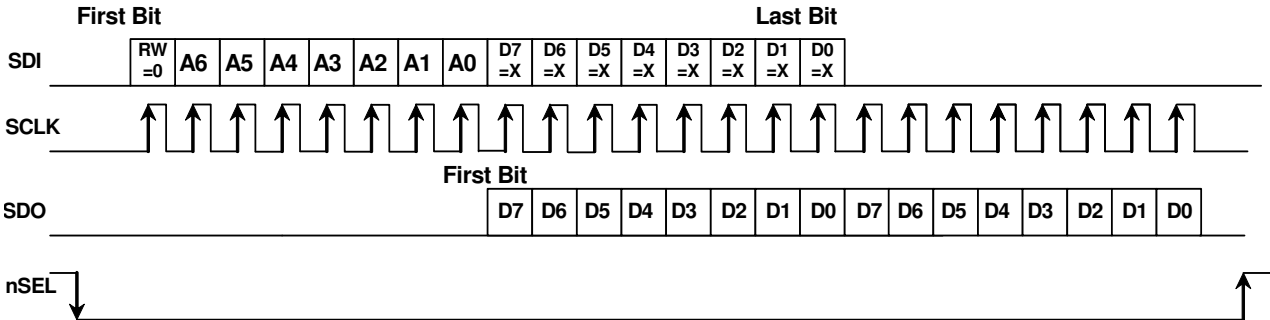 First Bit Last Bit
SDI RW =0 A6 A5 A4 A3 A2 A1 A0 D7 =X D6 =X D5 =X D4 =X D3 =X D2 =X D1 =X D0 =X
SCLK
First Bit
SDO D7 D6 D5 D4 D3 D2 D1 D0 D7 D6 D5 D4 D3 D2 D1 D0
nSEL